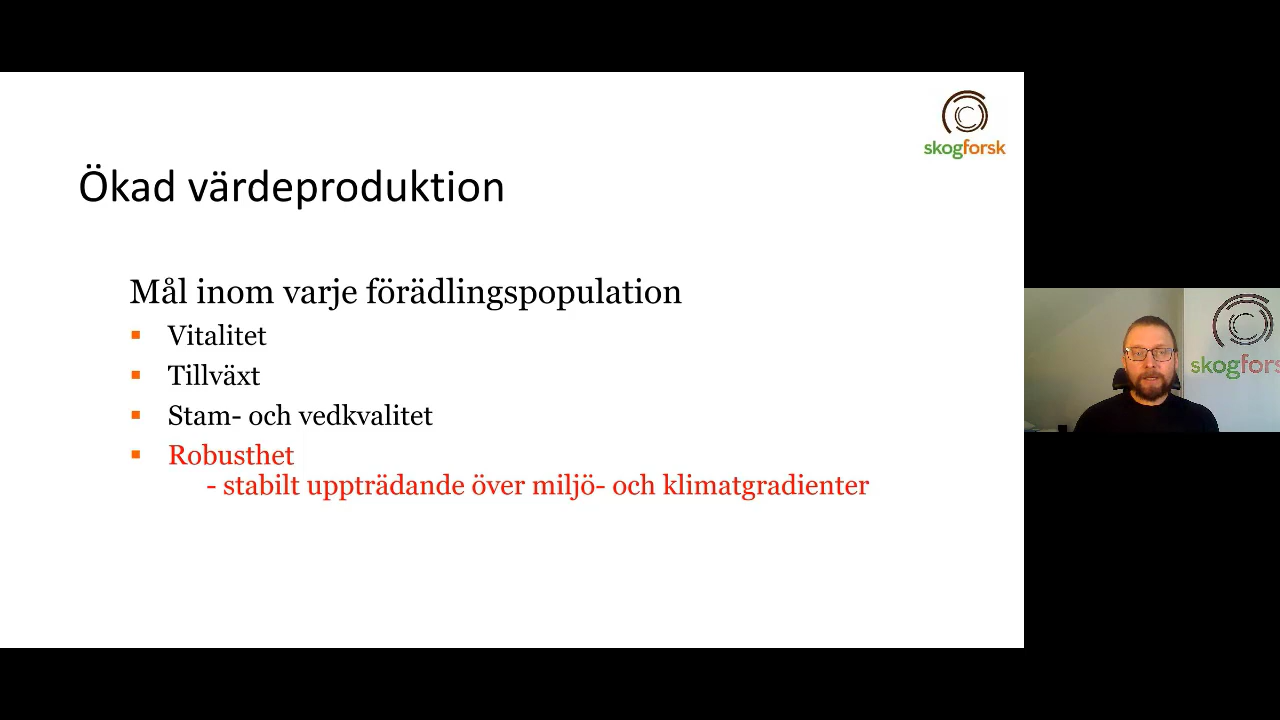 skogforsk
Ökad värdeproduktion
Mål inom varje förädlingspopulation
Vitalitet
Tillväxt
Stam- och vedkvalitet
Robusthet
- stabilt uppträdande över miljö- och klimatgradienter
skogfors